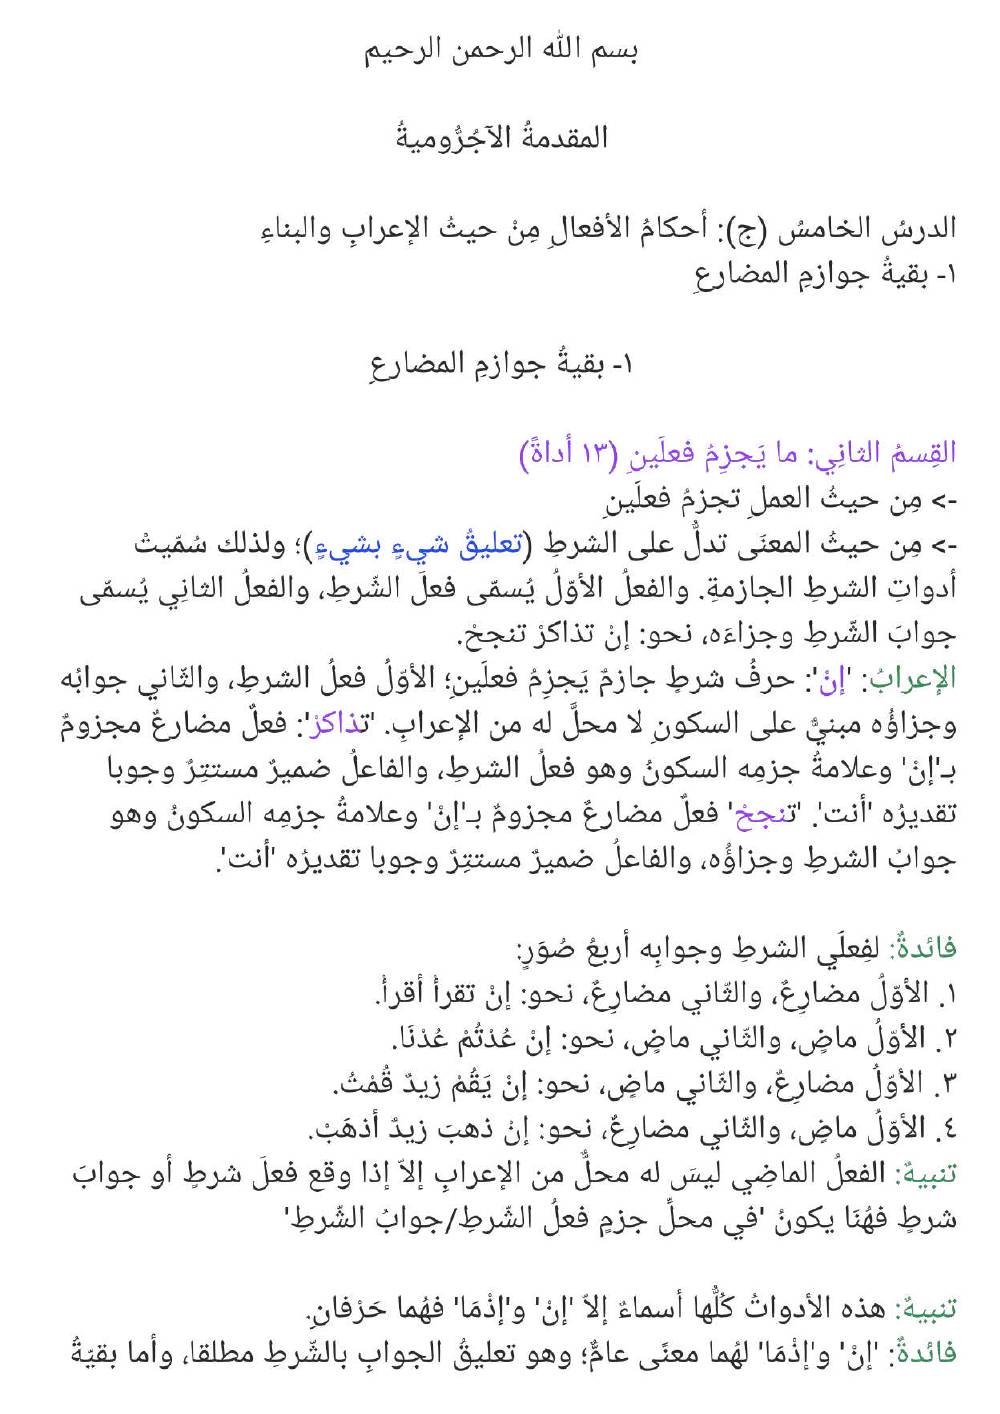 بسم الله الرحمن الرحيم
المقدمةُ الآجُرُّوميةُ
الدرسُ الخامسُ (ج): أحكامُ الأفعالِ مِنْ حيثُ الإعرابِ والبناءِ
١- بقيةُ جوازمِ المضارعِ
١- بقيةُ جوازمِ المضارعِ
القِسمُ الثانِي: ما يَجزِمُ فعلَينِ (١٣ أداةً)
-> مِن حيثُ العملِ تجزمُ فعلَينِ
-> مِن حيثُ المعنَى تدلُّ على الشرطِ (تعليقُ شيءٍ بشيءٍ)؛ ولذلك سُمّيتْ
أدواتِ الشرطِ الجازمةِ. والفعلُ الأوّلُ يُسمّى فعلَ الشّرطِ، والفعلُ الثانِي يُسمّى
جوابَ الشّرطِ وجزاءَه، نحو: إنْ تذاكرْ تنجحْ.
الإعرابُ: 'إنْ': حرفُ شرطٍ جازمٌ يَجزِمُ فعلَينِ؛ الأوّلُ فعلُ الشرطِ، والثّاني جوابُه
وجزاؤُه مبنيٌّ على السكونِ لا محلَّ له من الإعرابِ. 'تذاكرْ': فعلٌ مضارعٌ مجزومٌ
بـ'إنْ' وعلامةُ جزمِه السكونُ وهو فعلُ الشرطِ، والفاعلُ ضميرٌ مستتِرٌ وجوبا
تقديرُه 'أنت'. 'تنجحْ' فعلٌ مضارعٌ مجزومٌ بـ'إنْ' وعلامةُ جزمِه السكونُ وهو
جوابُ الشرطِ وجزاؤُه، والفاعلُ ضميرٌ مستتِرٌ وجوبا تقديرُه 'أنت'.
فائدةٌ: لفِعلَي الشرطِ وجوابِه أربعُ صُوَرٍ:
١. الأوّلُ مضارِعٌ، والثّاني مضارِعٌ، نحو: إنْ تقرأْ أقرأْ.
٢. الأوّلُ ماضٍ، والثّاني ماضٍ، نحو: إنْ عُدْتُمْ عُدْنَا.
٣. الأوّلُ مضارِعٌ، والثّاني ماضٍ، نحو: إنْ يَقُمْ زيدٌ قُمْتُ.
٤. الأوّلُ ماضٍ، والثّاني مضارِعٌ، نحو: إنْ ذهبَ زيدٌ أذهَبْ.
تنبيهٌ: الفعلُ الماضِي ليسَ له محلٌّ من الإعرابِ إلاّ إذا وقع فعلَ شرطٍ أو جوابَ
شرطٍ فهُنَا يكونُ 'في محلِّ جزمٍ فعلُ الشّرطِ/جوابُ الشّرطِ'
تنبيهٌ: هذه الأدواتُ كُلُّها أسماءٌ إلاّ 'إنْ' و'إذْمَا' فهُما حَرْفانِ.
فائدةٌ: 'إنْ' و'إذْمَا' لهُما معنًى عامٌّ؛ وهو تعليقُ الجوابِ بالشّرطِ مطلقا، وأما بقيّةُ